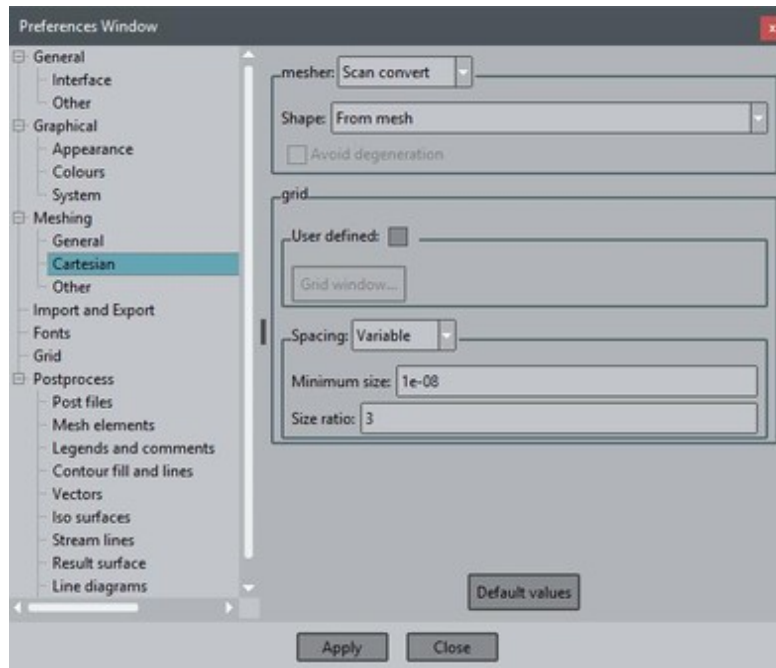 Preferences Window
x
General
Interface
Other
Graphical
Appearance
Colours
System
Meshing
General
Cartesian
Other
Import and Export
Fonts
Grid
Postprocess
Post files
Mesh elements
Legends and comments
Contour fill and lines
Vectors
Iso surfaces
Stream lines
Result surface
Line diagrams
mesher: Scan convert
Shape: From mesh
Avoid degeneration
grid
User defined:
Grid window...
Spacing: Variable
Minimum size: 1e-08
Size ratio: 3
Default values
Apply Close